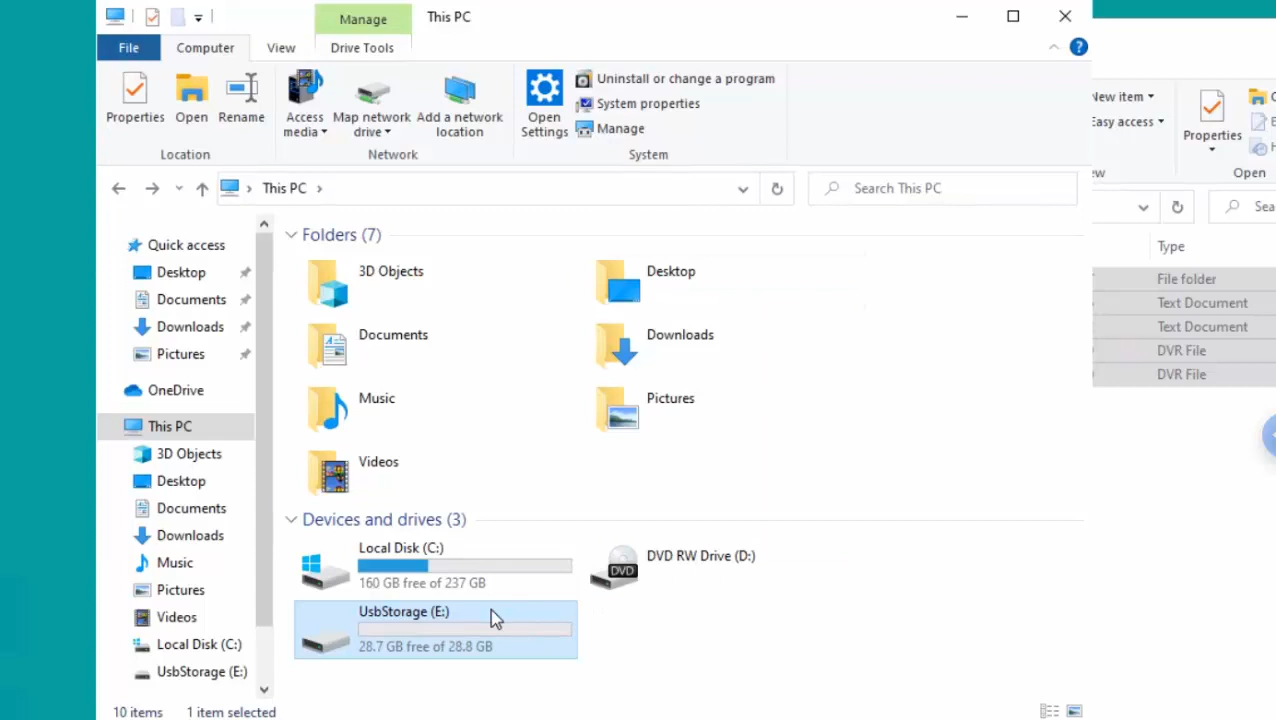 Manage
This PC
File
Computer
View
Drive Tools
Properties
Open
Rename
Access media
Map network drive
Add a network location
Open Settings
Uninstall or change a program
System properties
Manage
Location
Network
System
New item
Easy access
Properties
Open
This PC
Search This PC
Sea
Type
File folder
Text Document
Text Document
DVR File
DVR File
Quick access
Desktop
Documents
Downloads
Pictures
OneDrive
This PC
3D Objects
Desktop
Documents
Downloads
Music
Pictures
Videos
Local Disk (C:)
UsbStorage (E:)
Folders (7)
3D Objects
Desktop
Documents
Downloads
Music
Pictures
Videos
Devices and drives (3)
Local Disk (C:)
160 GB free of 237 GB
DVD RW Drive (D:)
DVD
UsbStorage (E:)
28.7 GB free of 28.8 GB
10 items
1 item selected